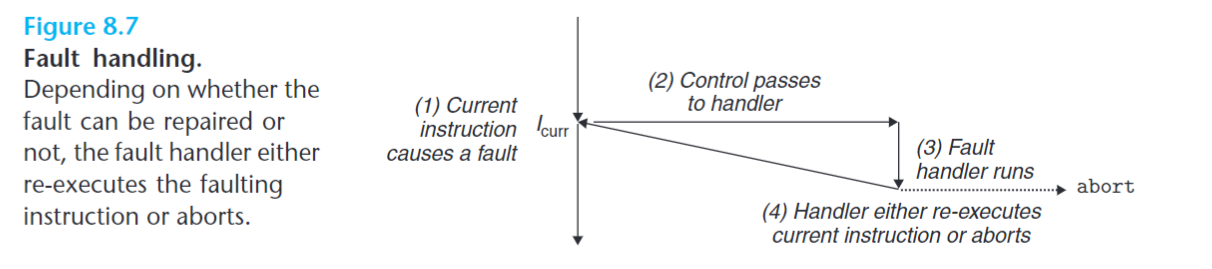 Figure 8.7
Fault handling.
Depending on whether the
fault can be repaired or
not, the fault handler either
re-executes the faulting
instruction or aborts.
(1) Current
instruction
causes a fault
Icurr
(2) Control passes
to handler
(3) Fault
handler runs
abort
(4) Handler either re-executes
current instruction or aborts